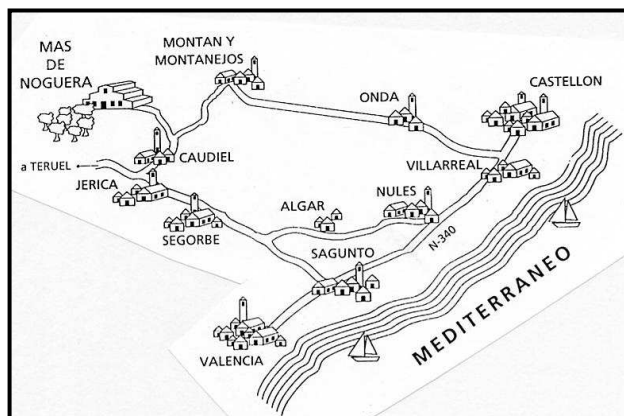 MAS
DE
NOGUERA
MONTAN Y
MONTANEJOS
ONDA
CASTELLON
a TERUEL
CAUDIEL
VILLARREAL
JERICA
ALGAR
NULES
SEGORBE
SAGUNTO
N-340
VALENCIA
MEDITERRANEO